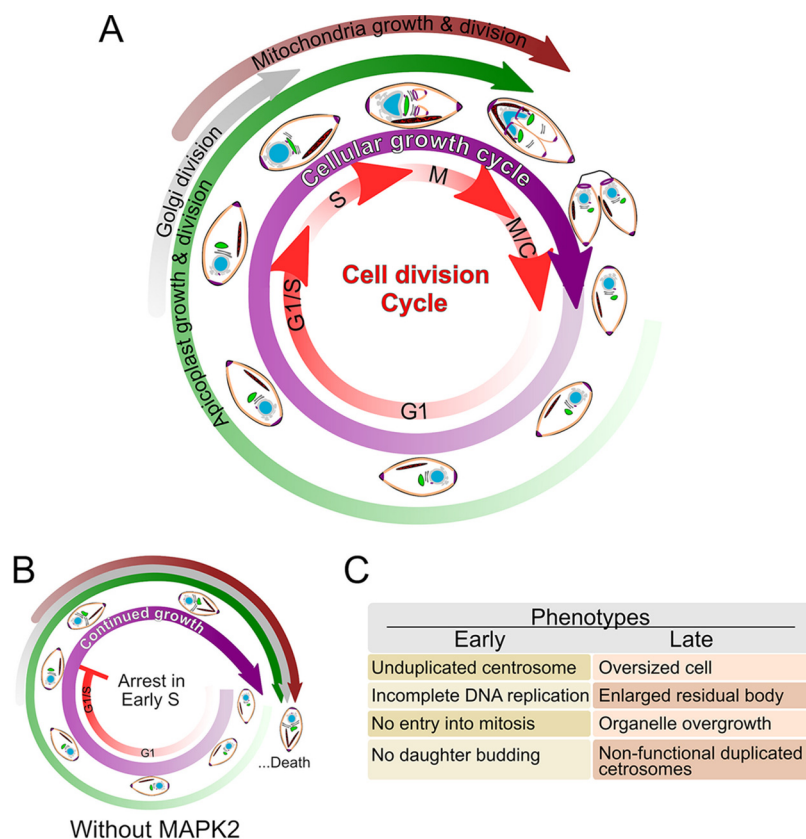 A
Mitochondria growth & division
Golgi division
Apicoplast growth & division
Cellular growth cycle
S
M
M/C
G1/S
G1
Cell division
Cycle
B
Continued growth
G1/S
Arrest in
Early S
G1
...Death
Without MAPK2
C
Phenotypes
Early
Late
Unduplicated centrosome
Oversized cell
Incomplete DNA replication
Enlarged residual body
No entry into mitosis
Organelle overgrowth
No daughter budding
Non-functional duplicated
cetrosomes